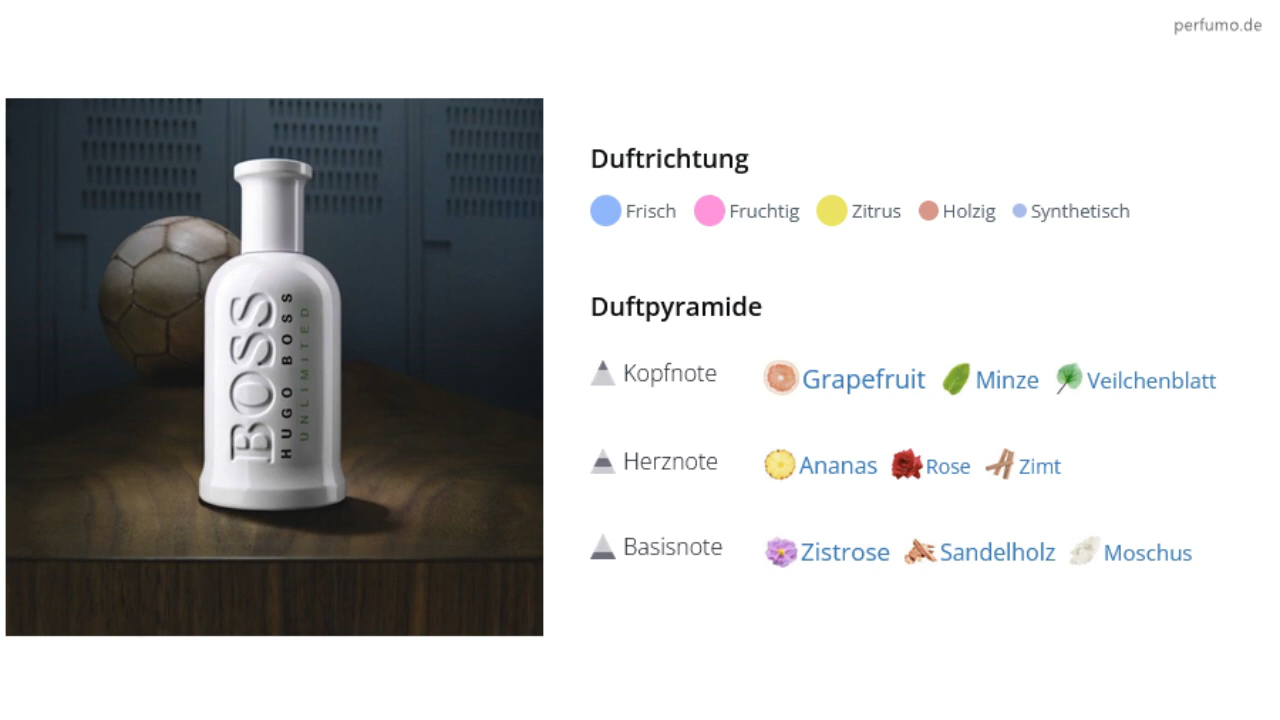 perfumo.de
BOSS
HUGO BOSS
UNLIMITED
Duftrichtung
Frisch Fruchtig Zitrus Holzig Synthetisch
Duftpyramide
Kopfnote Grapefruit Minze Veilchenblatt
Herznote Ananas Rose Zimt
Basisnote Zistrose Sandelholz Moschus